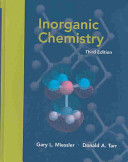 Inorganic
Chemistry
Third Edition
Gary L. Miessler Donald A. Tarr